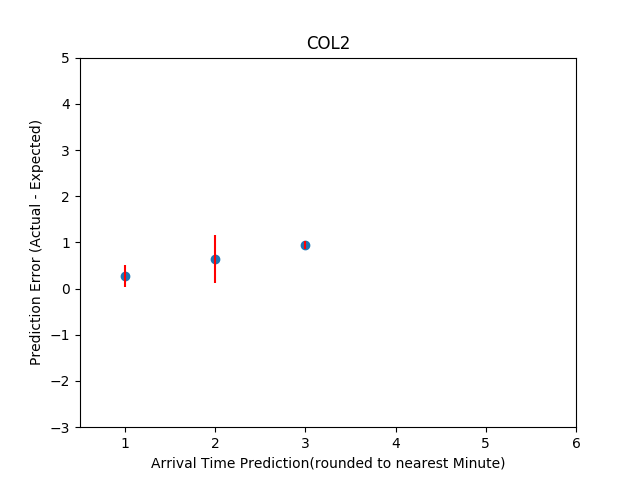 COL2
5
4
3
2
1
0
−1
−2
−3
Prediction Error (Actual - Expected)
1 2 3 4 5 6
Arrival Time Prediction(rounded to nearest Minute)